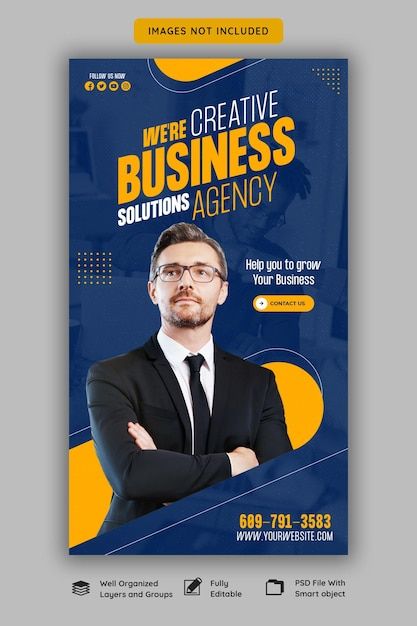 IMAGES NOT INCLUDED
FOLLOW US NOW
WE'RE CREATIVE
BUSINESS
SOLUTIONS AGENCY
Help you to grow
Your Business
CONTACT US
609-791-3583
WWW.YOURWEBSITE.COM
Well Organized
Layers and Groups
Fully
Editable
PSD File With
Smart object